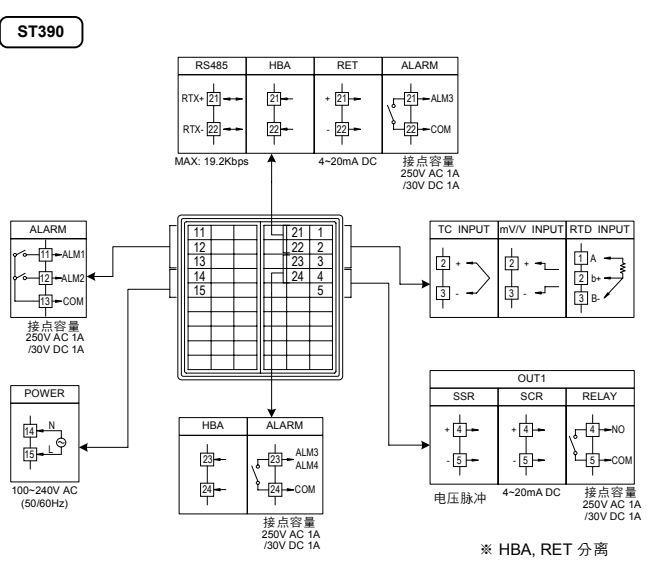 ST390
RS485 HBA RET ALARM
RTX+ 21 21 + 21 21 ALM3
RTX- 22 22 - 22 22 COM
MAX: 19.2Kbps 4~20mA DC 接点容量
250V AC 1A
/30V DC 1A
ALARM
11 ALM1
12 ALM2
13 COM
接点容量
250V AC 1A
/30V DC 1A
11 21 1
12 22 2
13 23 3
14 24 4
15 5
TC INPUT mV/V INPUT RTD INPUT
1 A
2 + 2 + 2 b+
3 - 3 - 3 B-
POWER
14 N
15 L
100~240V AC
(50/60Hz)
HBA ALARM
23 23 ALM3
ALM4
24 24 COM
接点容量
250V AC 1A
/30V DC 1A
OUT1
SSR SCR RELAY
+ 4 + 4 4 NO
- 5 - 5 5 COM
电压脉冲 4~20mA DC 接点容量
250V AC 1A
/30V DC 1A
※ HBA, RET 分离